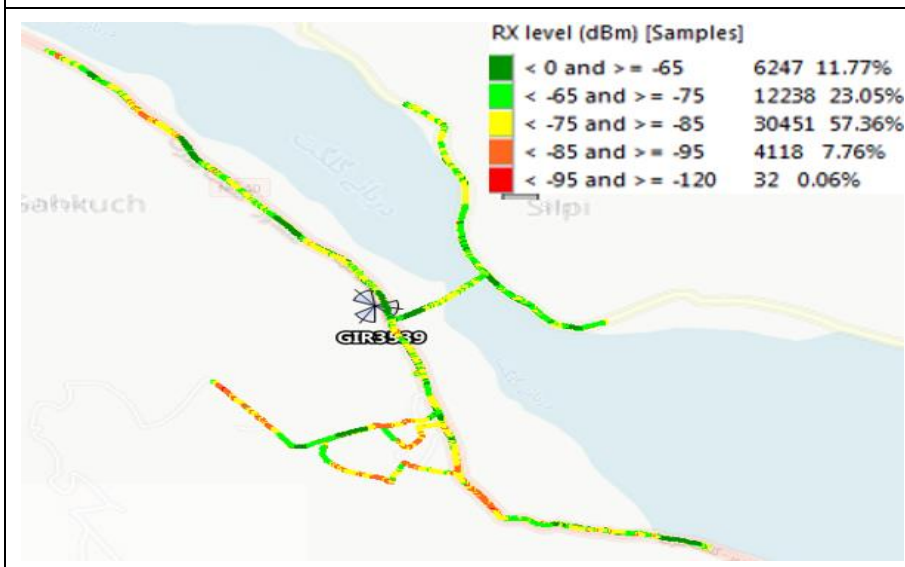 RX level (dBm) [Samples]
< 0 and >= -65 6247 11.77%
< -65 and >= -75 12238 23.05%
< -75 and >= -85 30451 57.36%
< -85 and >= -95 4118 7.76%
< -95 and >= -120 32 0.06%
Silpi
GIR3539